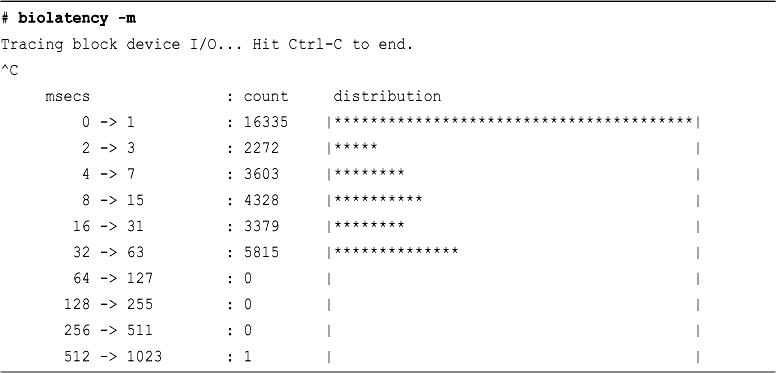 # biolatency -m
Tracing block device I/O... Hit Ctrl-C to end.
^C
     msecs               : count     distribution
         0 -> 1          : 16335    |****************************************|
         2 -> 3          : 2272     |*****                                   |
         4 -> 7          : 3603     |********                                |
         8 -> 15         : 4328     |**********                              |
        16 -> 31         : 3379     |********                                |
        32 -> 63         : 5815     |**************                          |
        64 -> 127        : 0        |                                        |
       128 -> 255        : 0        |                                        |
       256 -> 511        : 0        |                                        |
       512 -> 1023       : 1        |                                        |